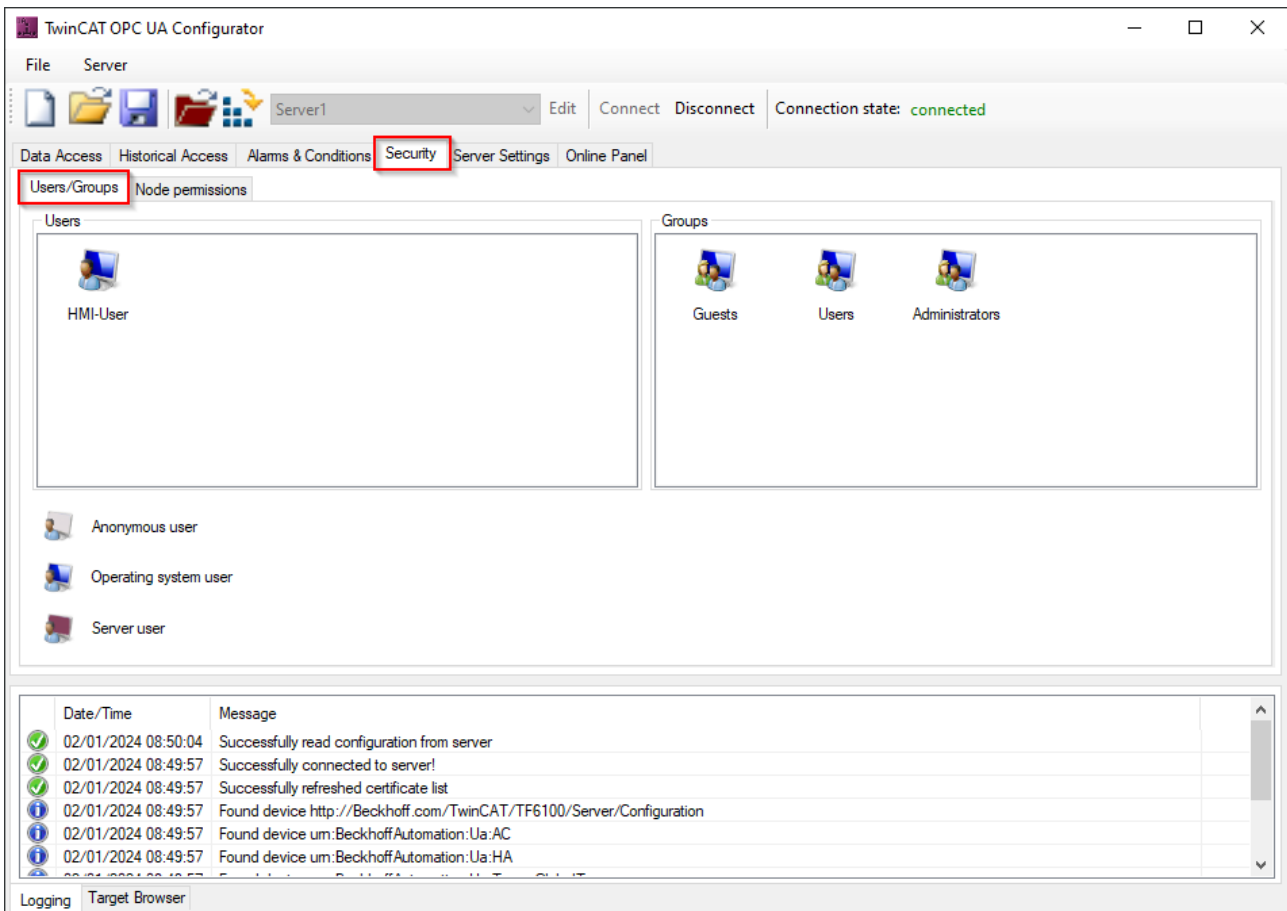 TwinCAT OPC UA Configurator
File Server
Server1 Edit Connect Disconnect Connection state: connected
Data Access Historical Access Alarms & Conditions Security Server Settings Online Panel
Users/Groups Node permissions
Users Groups
HMI-User Guests Users Administrators
Anonymous user
Operating system user
Server user
Date/Time Message
02/01/2024 08:50:04 Successfully read configuration from server
02/01/2024 08:49:57 Successfully connected to server!
02/01/2024 08:49:57 Successfully refreshed certificate list
02/01/2024 08:49:57 Found device http://Beckhoff.com/TwinCAT/TF6100/Server/Configuration
02/01/2024 08:49:57 Found device urn:BeckhoffAutomation:Ua:AC
02/01/2024 08:49:57 Found device urn:BeckhoffAutomation:Ua:HA
Logging Target Browser